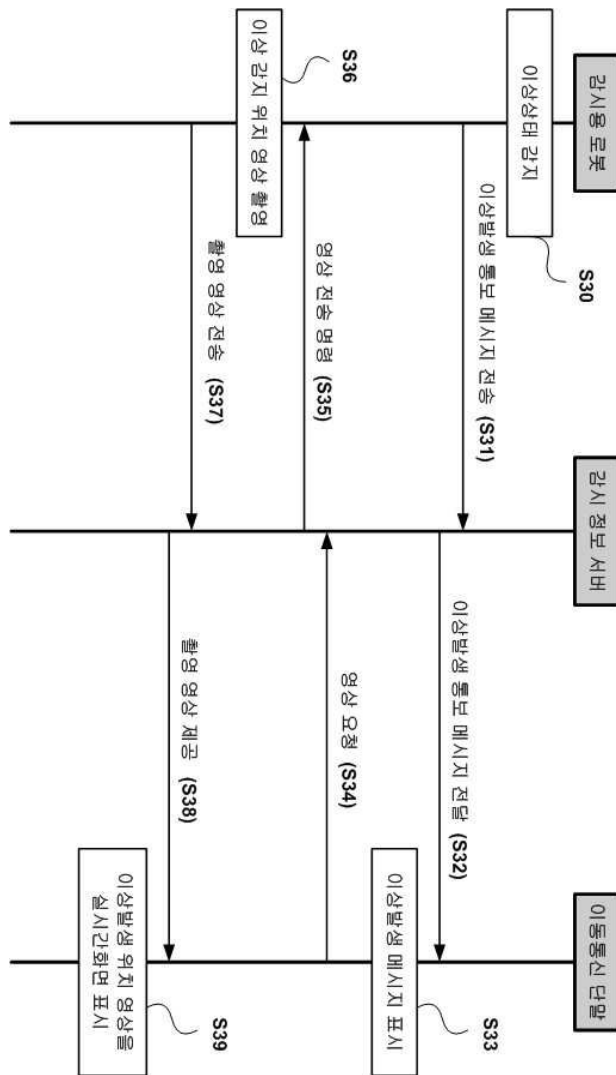 감시용 로봇
감시 정보 서버
이동통신 단말
이상상태 감지
S30
이상발생 통보 메시지 전송 (S31)
이상발생 통보 메시지 전달 (S32)
이상발생 메시지 표시
S33
영상 요청 (S34)
영상 전송 명령 (S35)
이상 감지 위치 영상 촬영
S36
촬영 영상 전송 (S37)
촬영 영상 제공 (S38)
이상발생 위치 영상을
실시간화면 표시
S39